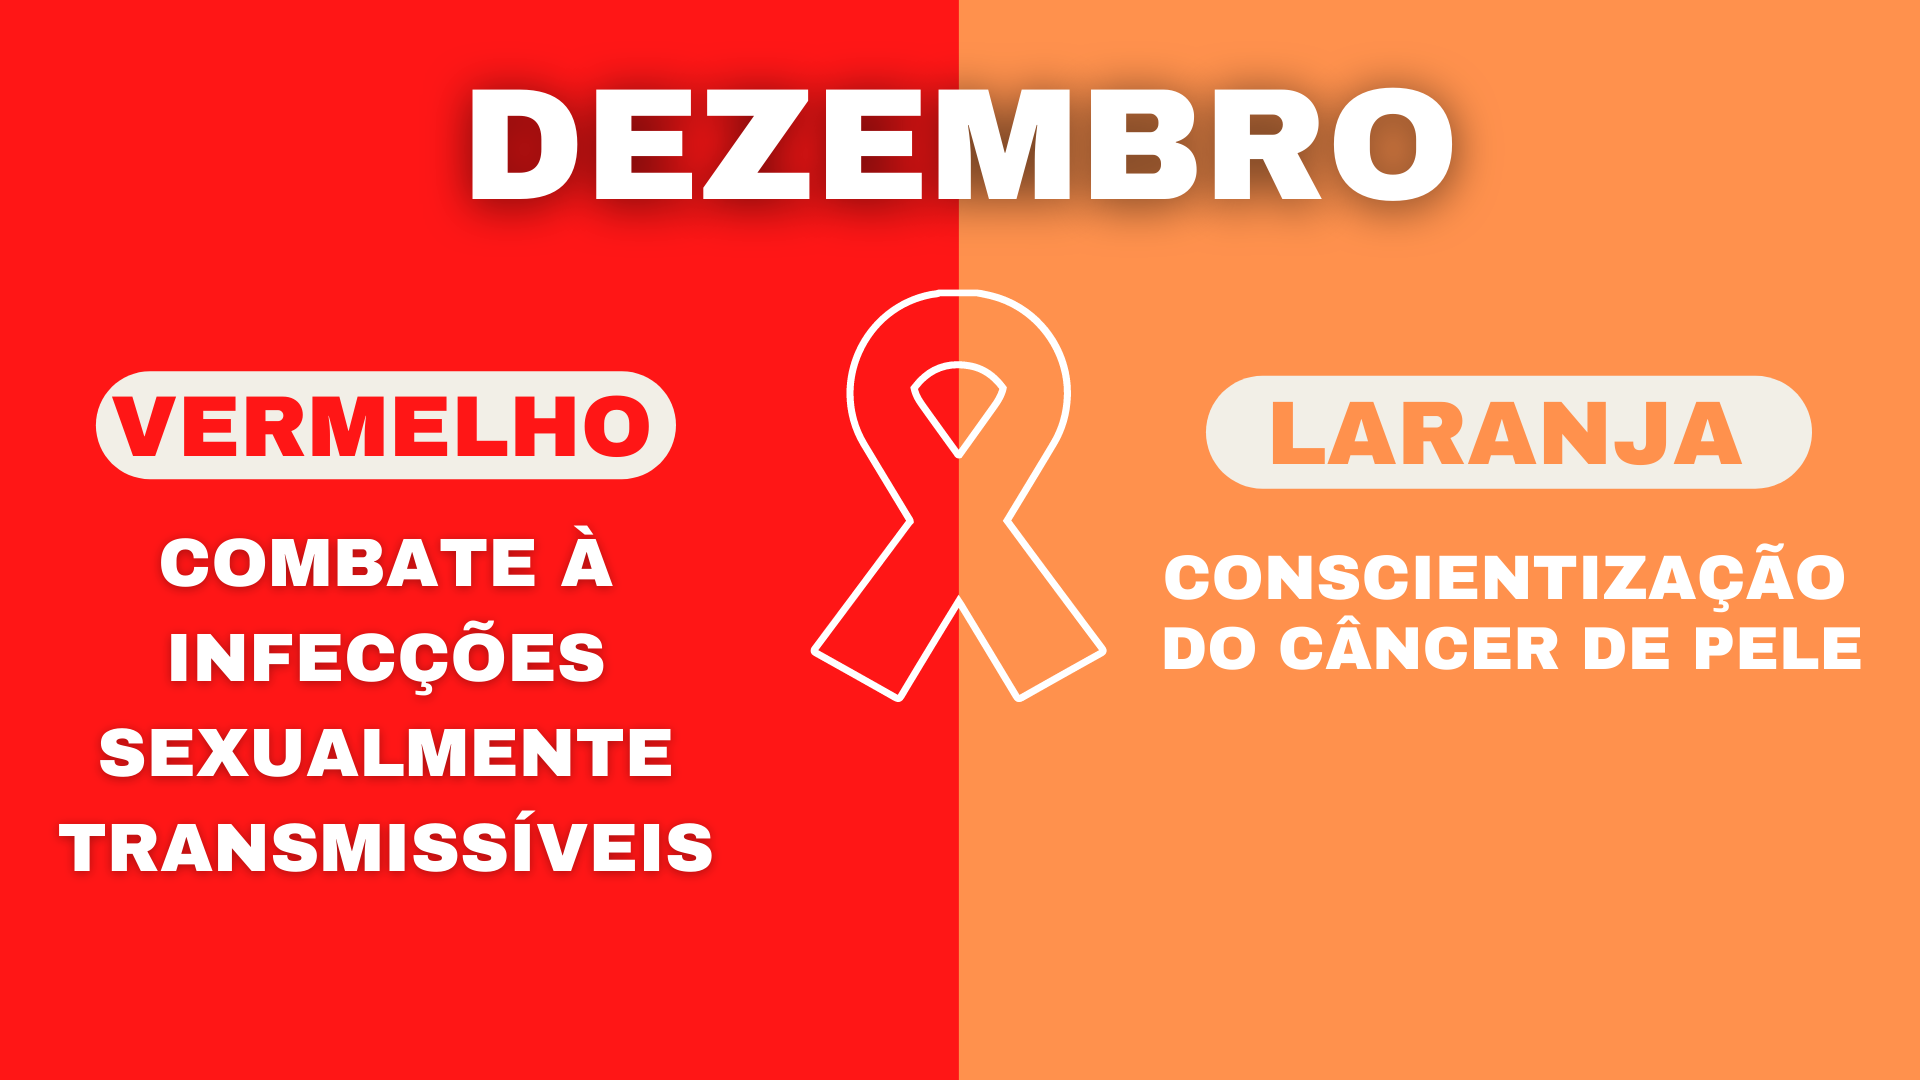 DEZEMBRO
VERMELHO
COMBATE À
INFECÇÕES
SEXUALMENTE
TRANSMISSÍVEIS
LARANJA
CONSCIENTIZAÇÃO
DO CÂNCER DE PELE